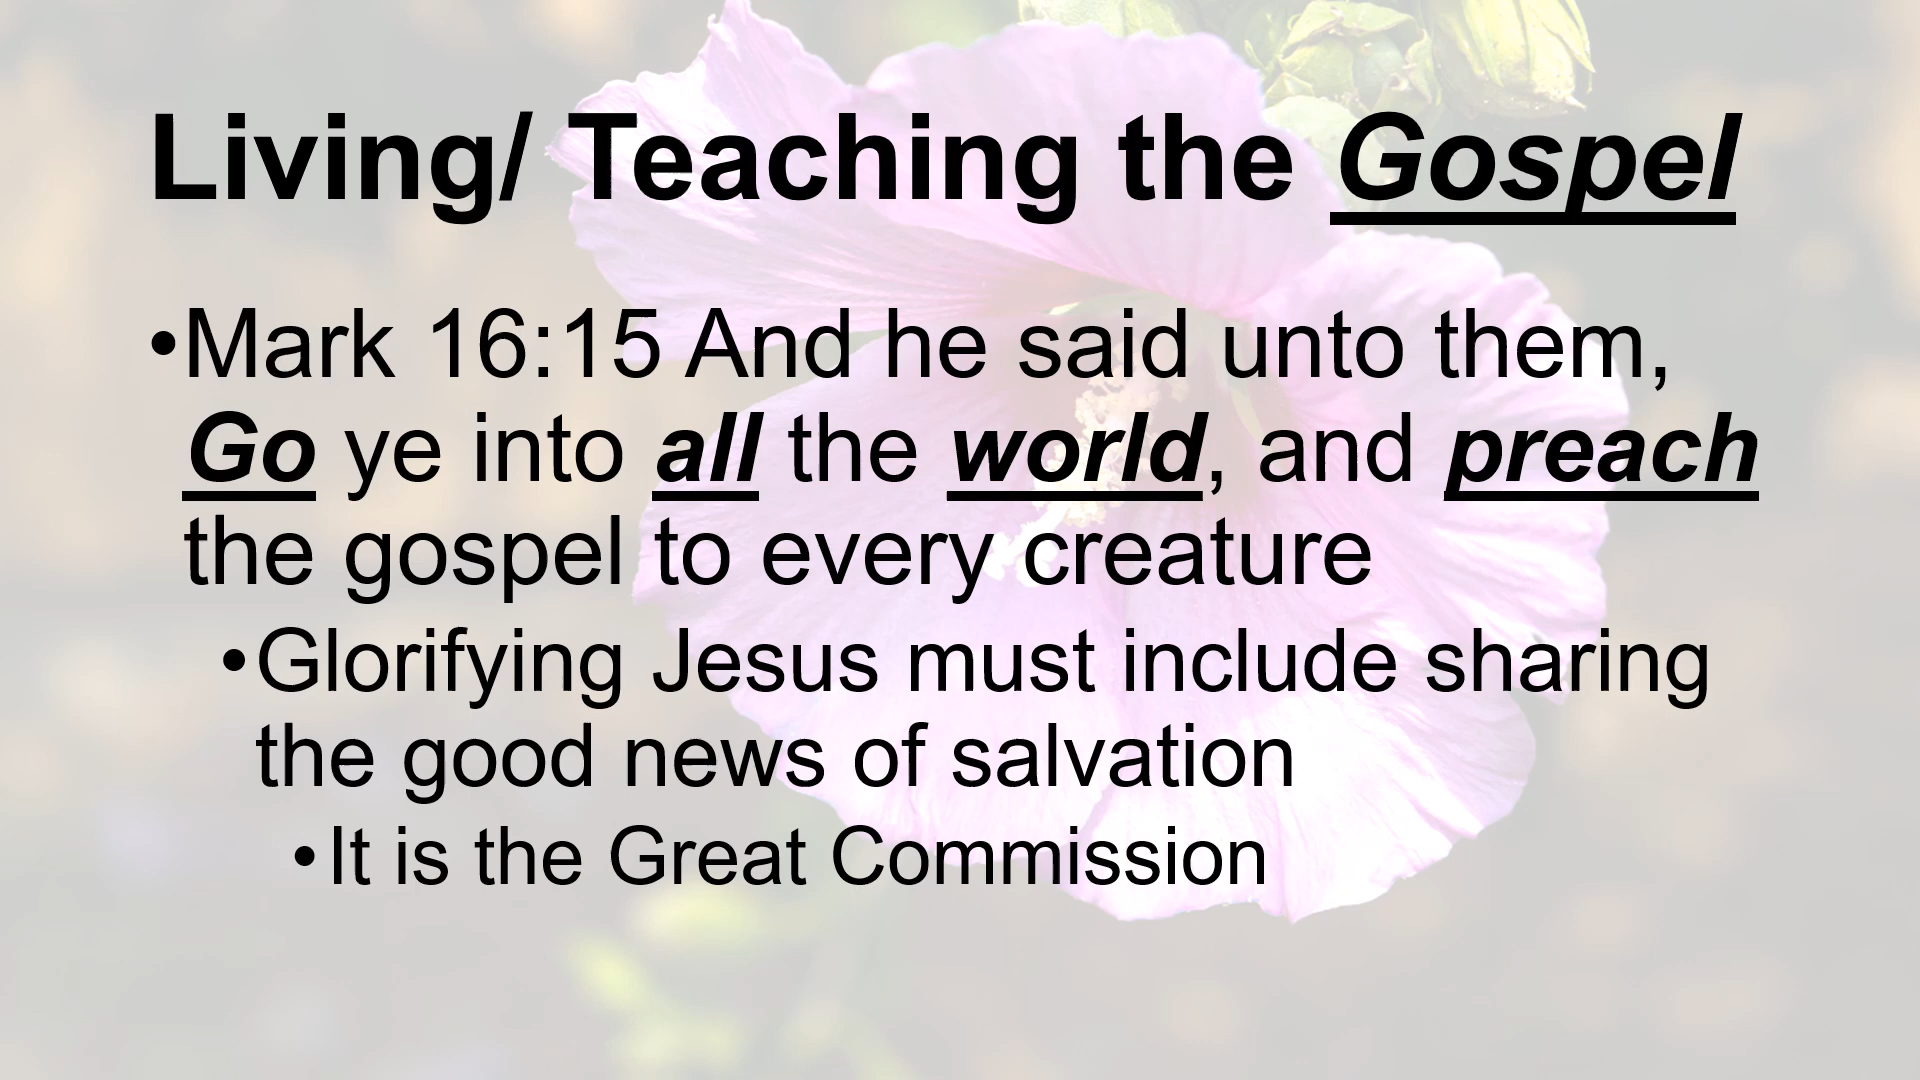 Living/ Teaching the Gospel
•Mark 16:15 And he said unto them,
Go ye into all the world, and preach
the gospel to every creature
•Glorifying Jesus must include sharing
the good news of salvation
•It is the Great Commission